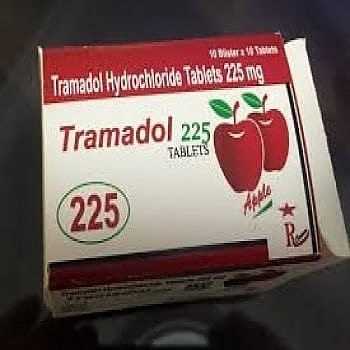 10 Blister x 10 Tablets
Tramadol Hydrochloride Tablets 225 mg
Tramadol 225
TABLETS
225
Apple
R